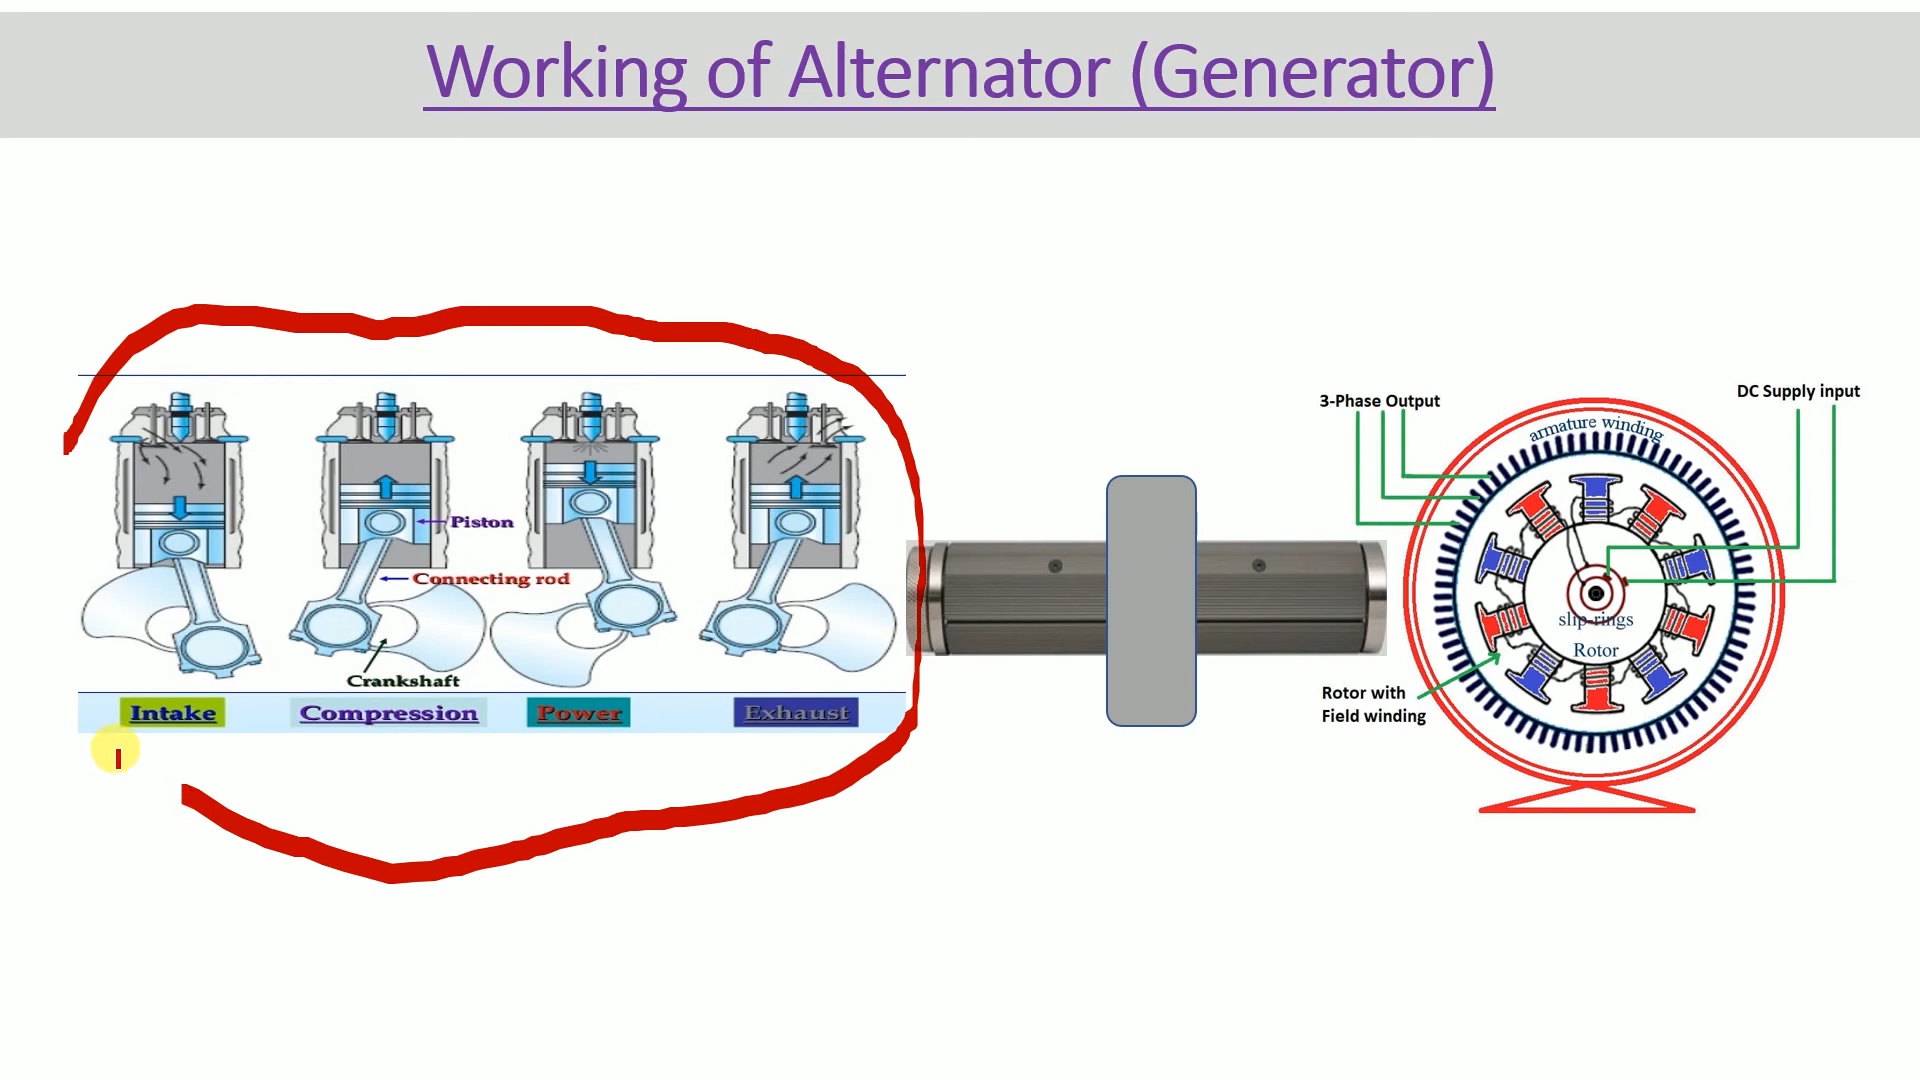 Working of Alternator (Generator)
Piston
Connecting rod
Crankshaft
Intake
Compression
Power
Exhaust
3-Phase Output
DC Supply input
armature winding
slip-rings
Rotor
Rotor with
Field winding